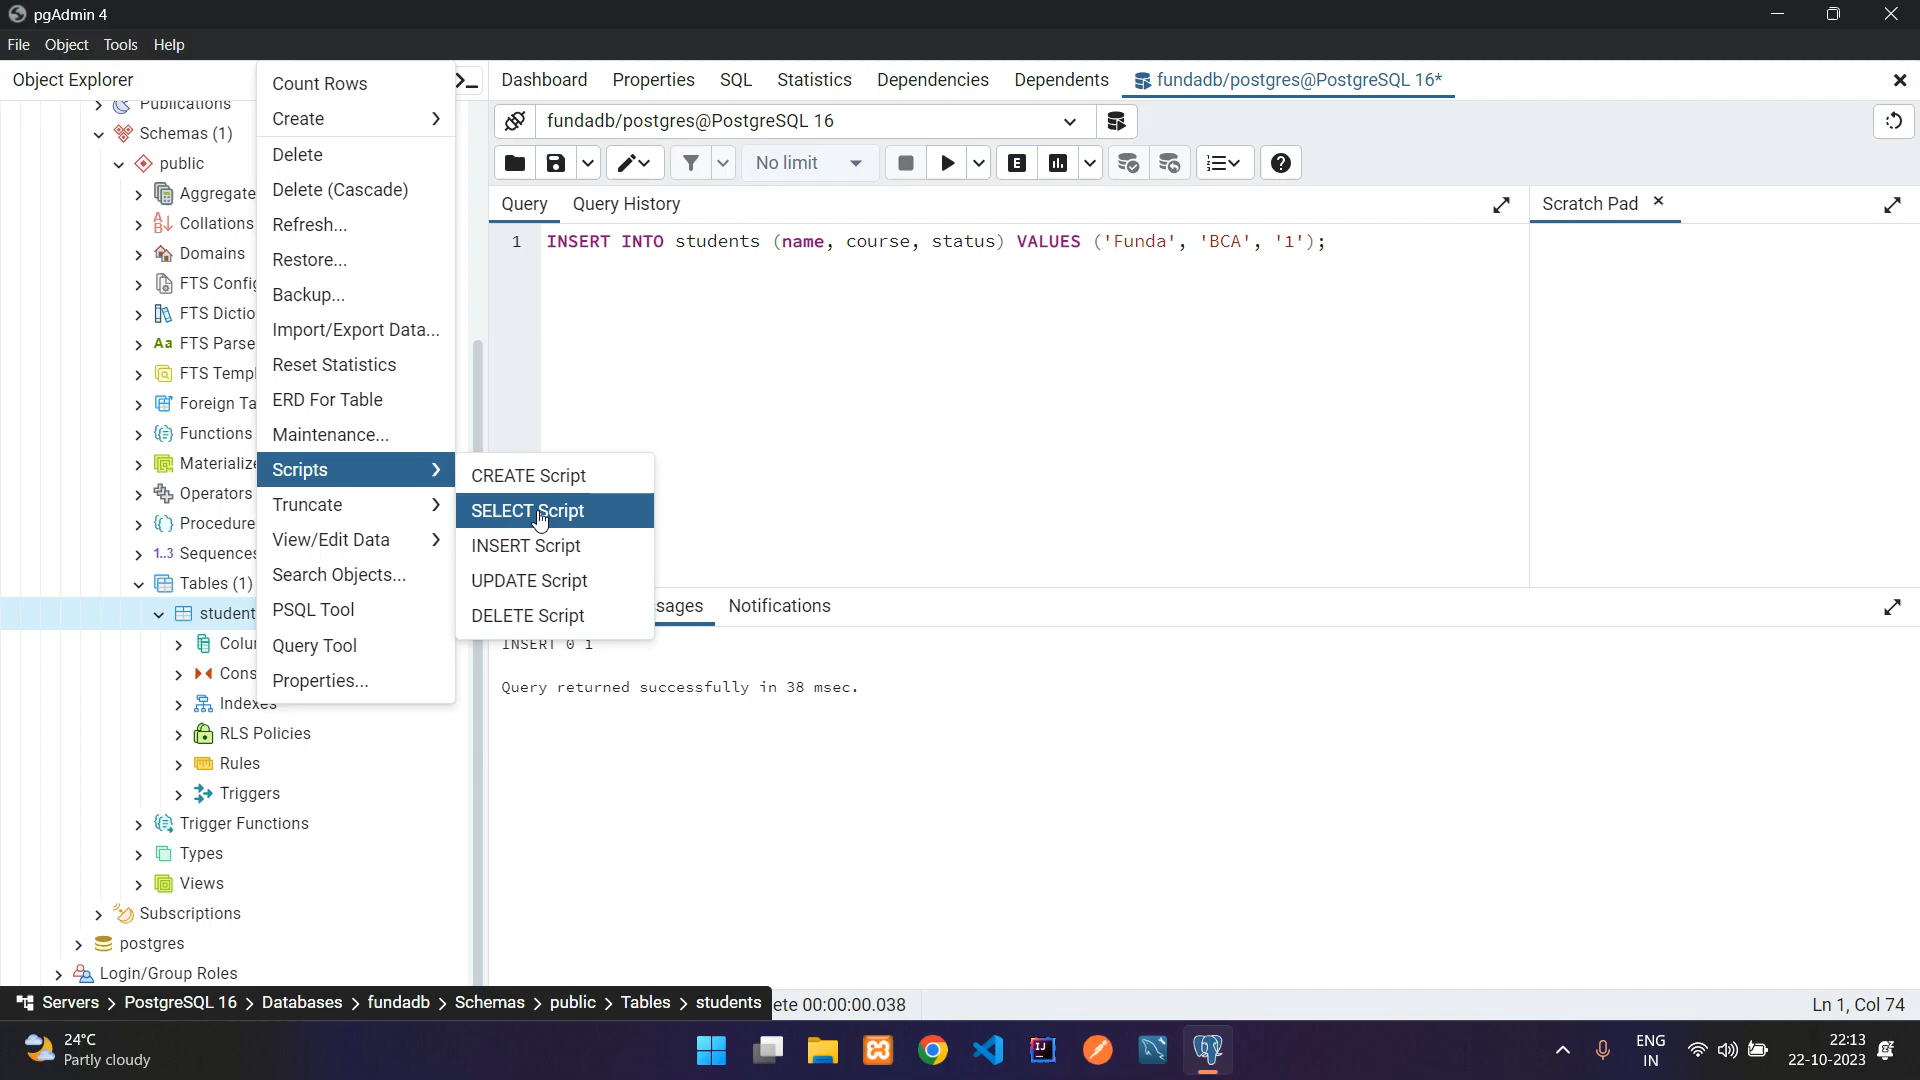 pgAdmin 4
File Object Tools Help
Object Explorer
Publications
Schemas (1)
public
Aggregate
Collations
Domains
FTS Config
FTS Dictio
Aa FTS Parse
FTS Templ
Foreign Ta
Functions
Materialize
Operators
Procedure
1..3 Sequences
Tables (1)
student
Colu
Cons
Indexes
RLS Policies
Rules
Triggers
Trigger Functions
Types
Views
Subscriptions
postgres
Login/Group Roles
Count Rows
Create
Delete
Delete (Cascade)
Refresh...
Restore...
Backup...
Import/Export Data...
Reset Statistics
ERD For Table
Maintenance...
Scripts
Truncate
View/Edit Data
Search Objects...
PSQL Tool
Query Tool
Properties...
CREATE Script
SELECT Script
INSERT Script
UPDATE Script
DELETE Script
Dashboard Properties SQL Statistics Dependencies Dependents fundadb/postgres@PostgreSQL 16*
fundadb/postgres@PostgreSQL 16
No limit E
Query Query History
Scratch Pad
1 INSERT INTO students (name, course, status) VALUES ('Funda', 'BCA', '1');
sages Notifications
INSERT 0 1
Query returned successfully in 38 msec.
Servers > PostgreSQL 16 > Databases > fundadb > Schemas > public > Tables > students
ete 00:00:00.038
Ln 1, Col 74
24°C
Partly cloudy
ENG
IN
22:13
22-10-2023